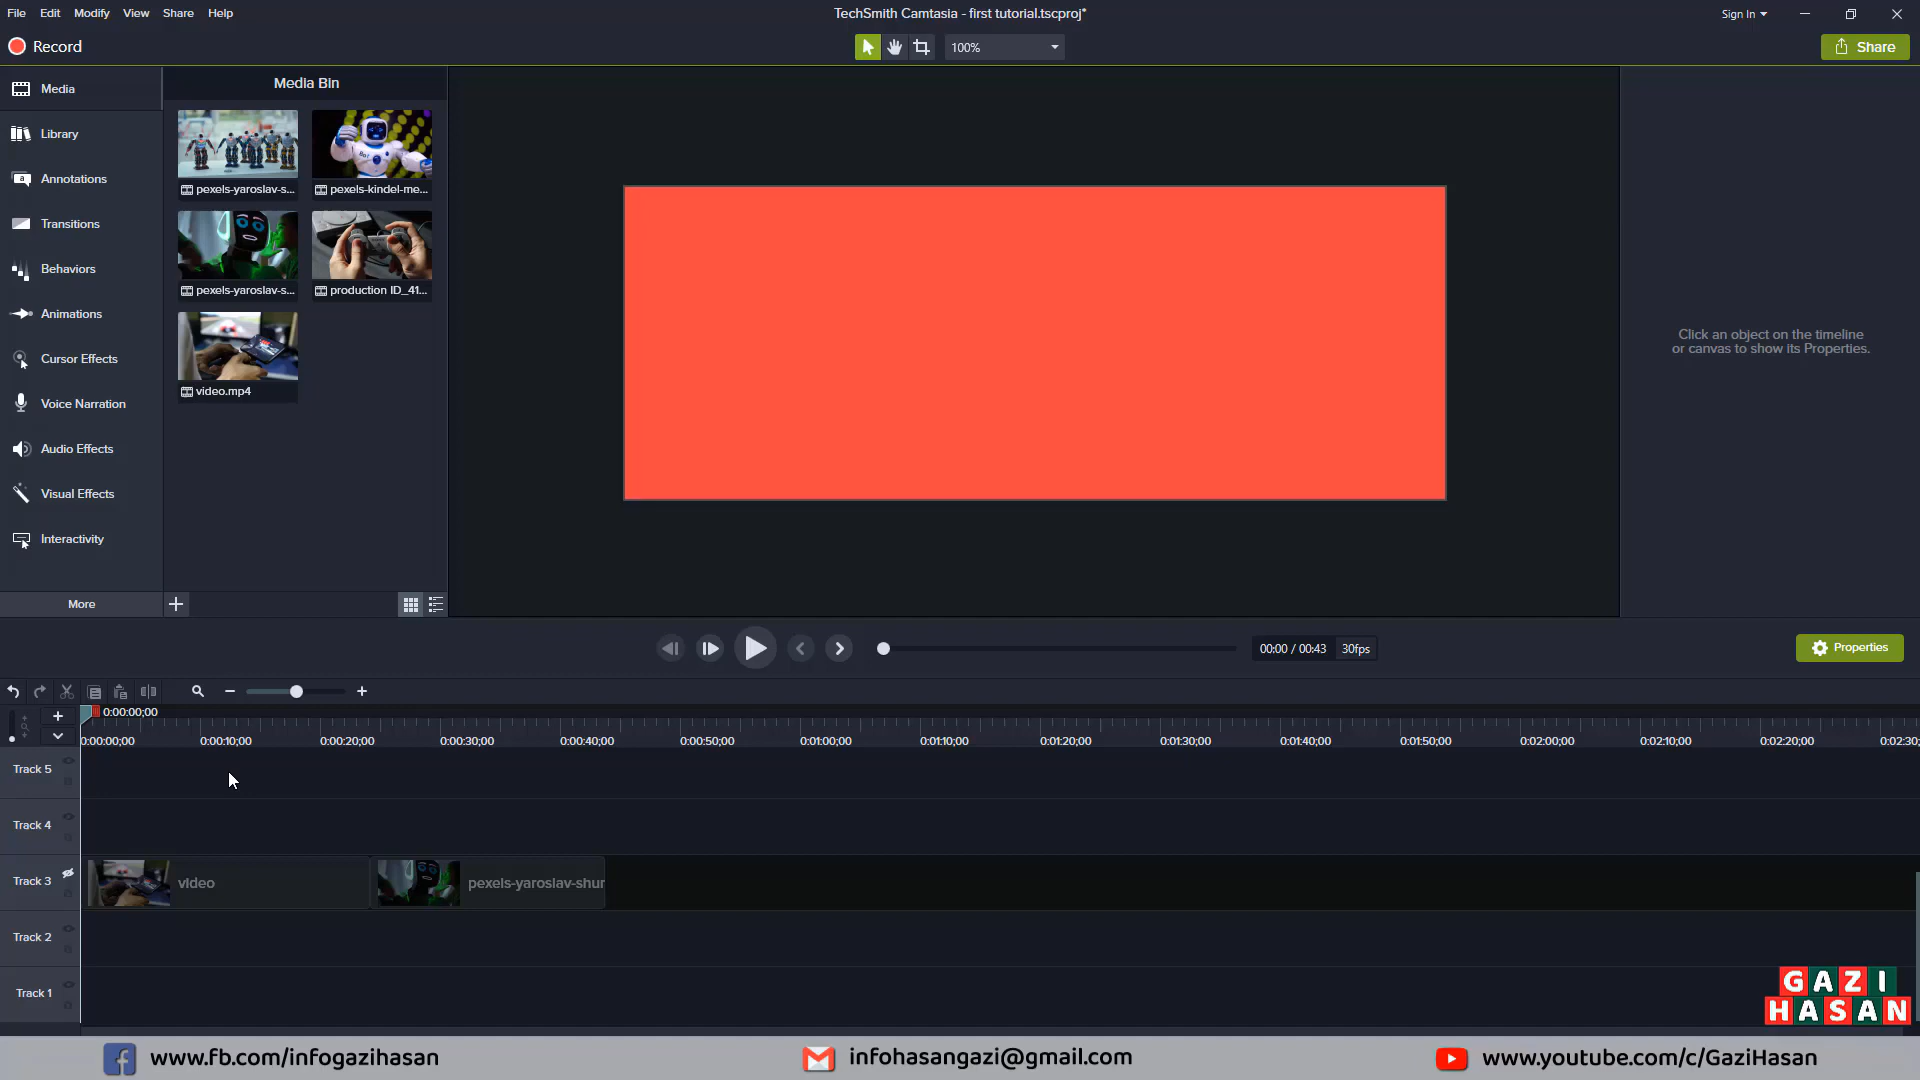 File Edit Modify View Share Help
TechSmith Camtasia - first tutorial.tscproj*
Sign In
Record
100%
Share
Media
Library
Annotations
Transitions
Behaviors
Animations
Cursor Effects
Voice Narration
Audio Effects
Visual Effects
Interactivity
More
Media Bin
pexels-yaroslav-s... pexels-kindel-me...
pexels-yaroslav-s... production ID_41...
video.mp4
Click an object on the timeline
or canvas to show its Properties.
00:00 / 00:43 30fps
Properties
0:00:00;00
0:00:00;00 0:00:10;00 0:00:20;00 0:00:30;00 0:00:40;00 0:00:50;00 0:01:00;00 0:01:10;00 0:01:20;00 0:01:30;00 0:01:40;00 0:01:50;00 0:02:00;00 0:02:10;00 0:02:20;00 0:02:30;
Track 5
Track 4
Track 3 video pexels-yaroslav-shur
Track 2
Track 1
GAZI
HASAN
www.fb.com/infogazihasan infohasangazi@gmail.com www.youtube.com/c/GaziHasan